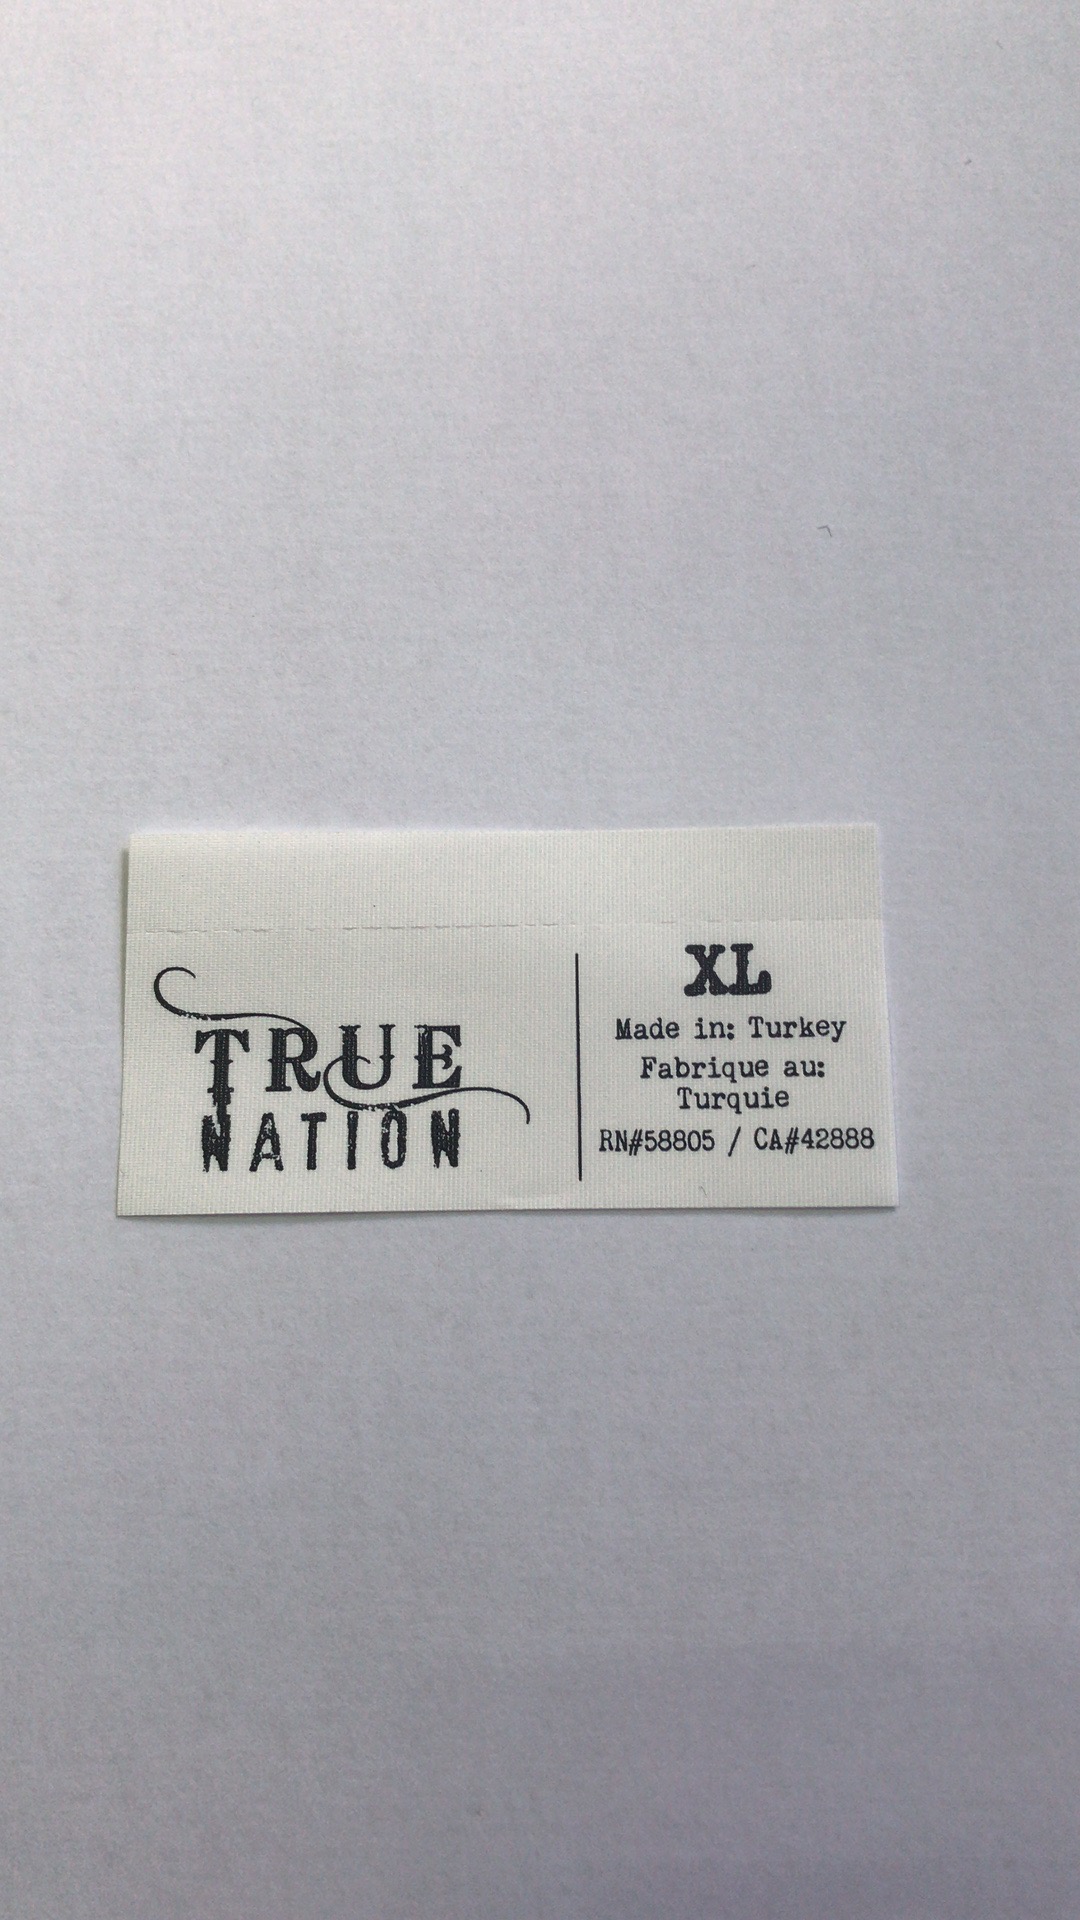 TRUE
NATION
XL
Made in: Turkey
Fabrique au:
Turquie
RN#58805 / CA#42888